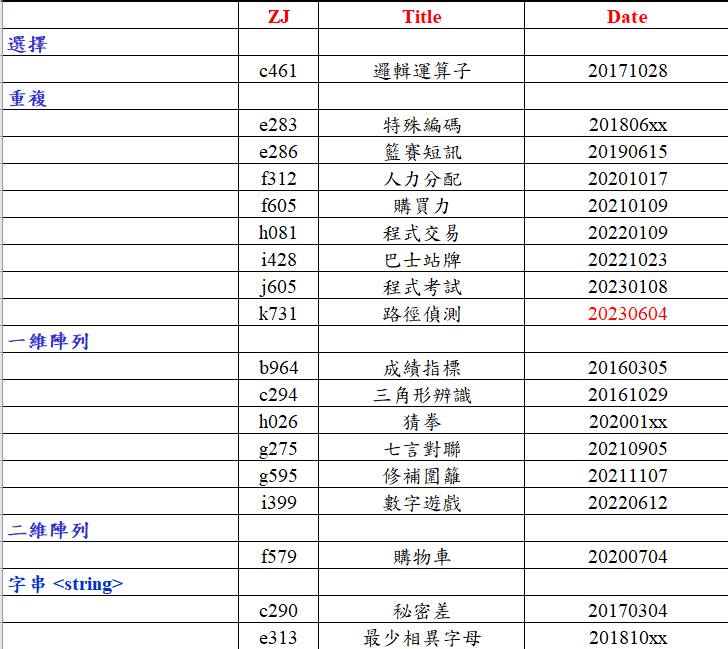 ZJ Title Date
選擇
c461 邏輯運算子 20171028
重複
e283 特殊編碼 201806xx
e286 籃賽短訊 20190615
f312 人力分配 20201017
f605 購買力 20210109
h081 程式交易 20220109
i428 巴士站牌 20221023
j605 程式考試 20230108
k731 路徑偵測 20230604
一維陣列
b964 成績指標 20160305
c294 三角形辨識 20161029
h026 猜拳 202001xx
g275 七言對聯 20210905
g595 修補圍籬 20211107
i399 數字遊戲 20220612
二維陣列
f579 購物車 20200704
字串 <string>
c290 秘密差 20170304
e313 最少相異字母 201810xx